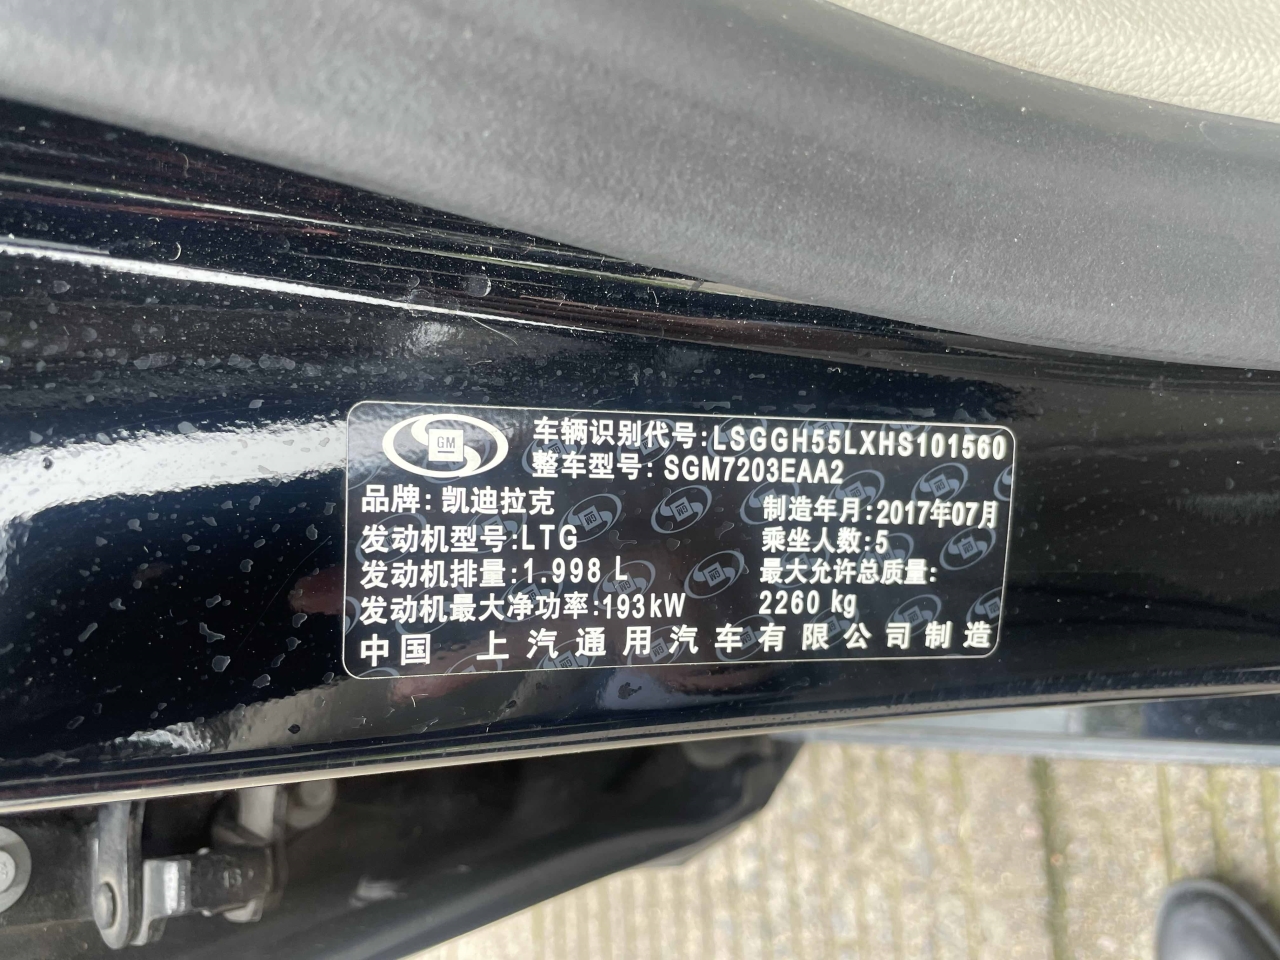 GM
车辆识别代号:LSGGH55LXHS101560
整车型号: SGM7203EAA2
品牌: 凯迪拉克
制造年月:2017年07月
发动机型号:LTG
乘坐人数:5
发动机排量:1.998 L
最大允许总质量:
发动机最大净功率:193kW
2260 kg
中国 上汽通用汽车有限公司制造